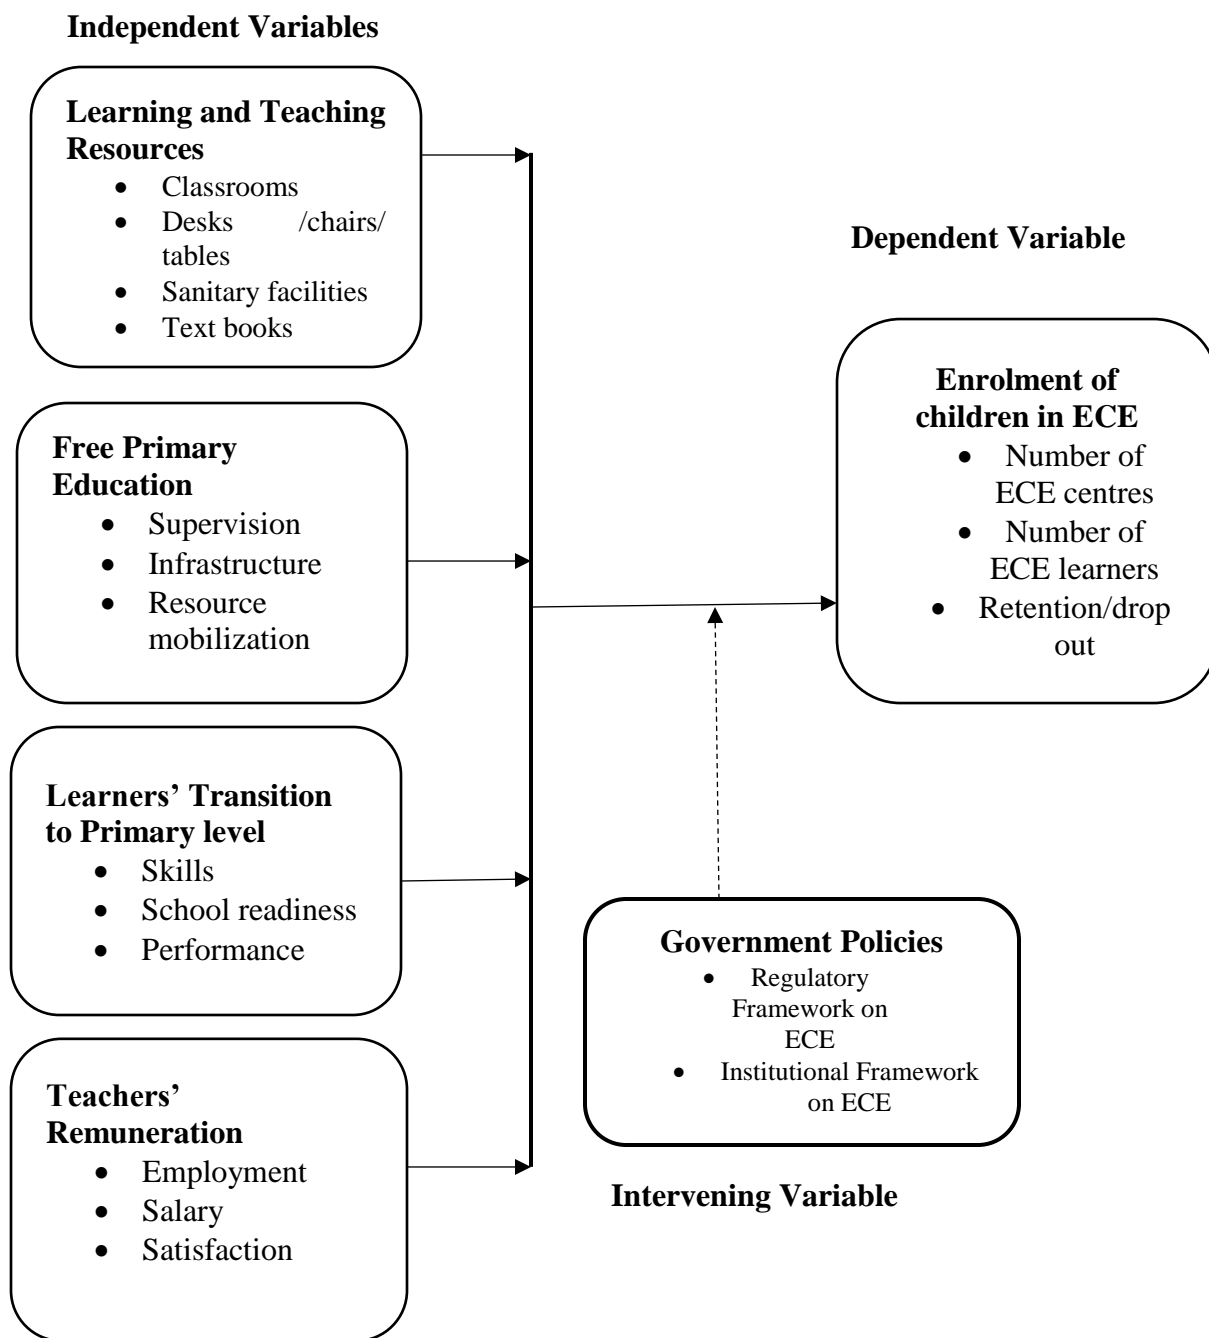 Independent Variables
Learning and Teaching
Resources
• Classrooms
• Desks /chairs/
tables
• Sanitary facilities
• Text books
Free Primary
Education
• Supervision
• Infrastructure
• Resource
mobilization
Learners’ Transition
to Primary level
• Skills
• School readiness
• Performance
Teachers’
Remuneration
• Employment
• Salary
• Satisfaction
Dependent Variable
Enrolment of
children in ECE
• Number of
ECE centres
• Number of
ECE learners
• Retention/drop
out
Government Policies
• Regulatory
Framework on
ECE
• Institutional Framework
on ECE
Intervening Variable